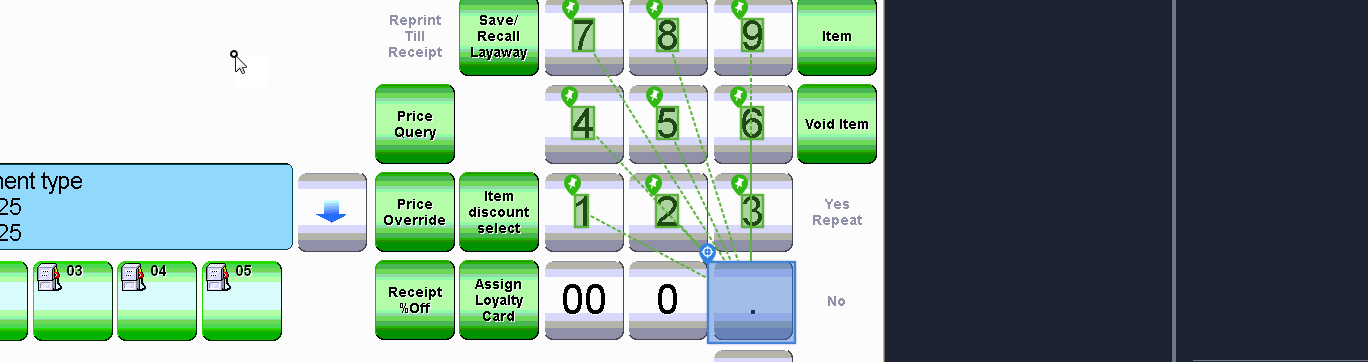 Reprint
Till
Receipt
Save/
Recall
Layaway
7
8
9
Item
Price
Query
4
5
6
Void Item
nent type
25
25
Price
Override
Item
discount
select
1
2
3
Yes
Repeat
03
04
05
Receipt
%Off
Assign
Loyalty
Card
00
0
.
No